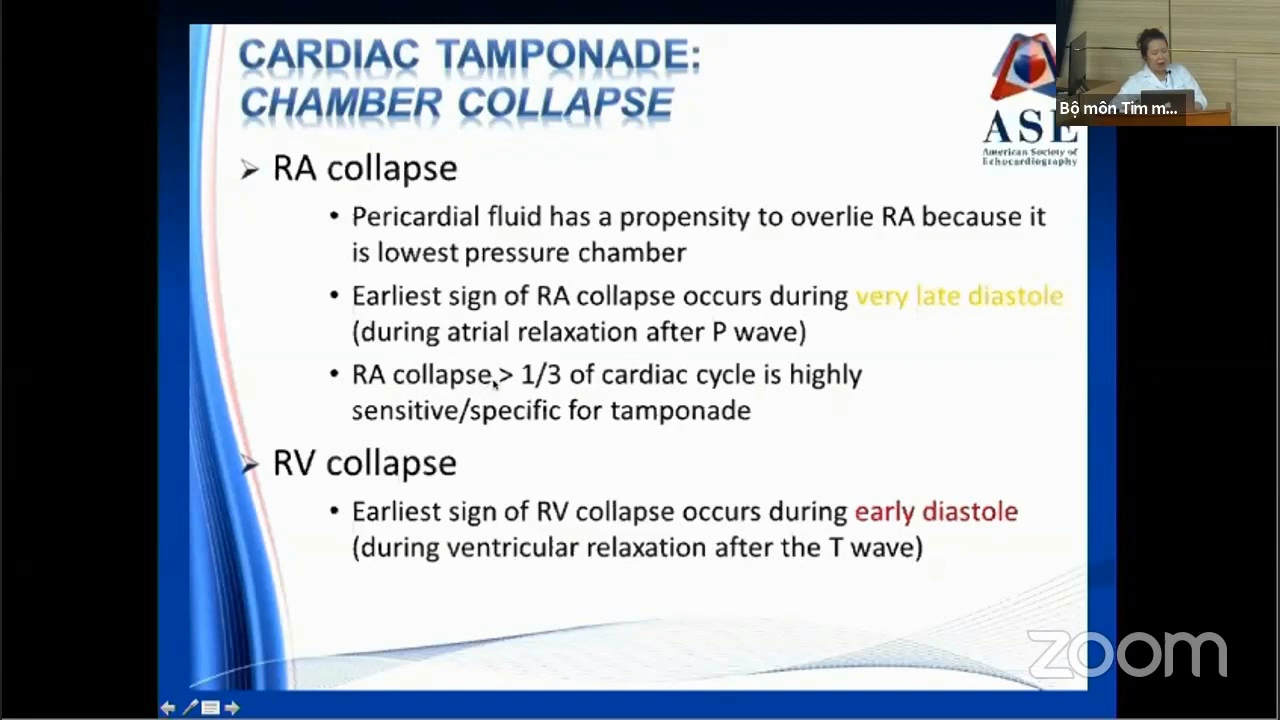 CARDIAC TAMPONADE:
CHAMBER COLLAPSE
ASE
American Society of
Echocardiography
Bộ môn Tim m...
➢ RA collapse
• Pericardial fluid has a propensity to overlie RA because it
is lowest pressure chamber
• Earliest sign of RA collapse occurs during very late diastole
(during atrial relaxation after P wave)
• RA collapse > 1/3 of cardiac cycle is highly
sensitive/specific for tamponade
➢ RV collapse
• Earliest sign of RV collapse occurs during early diastole
(during ventricular relaxation after the T wave)
zoom